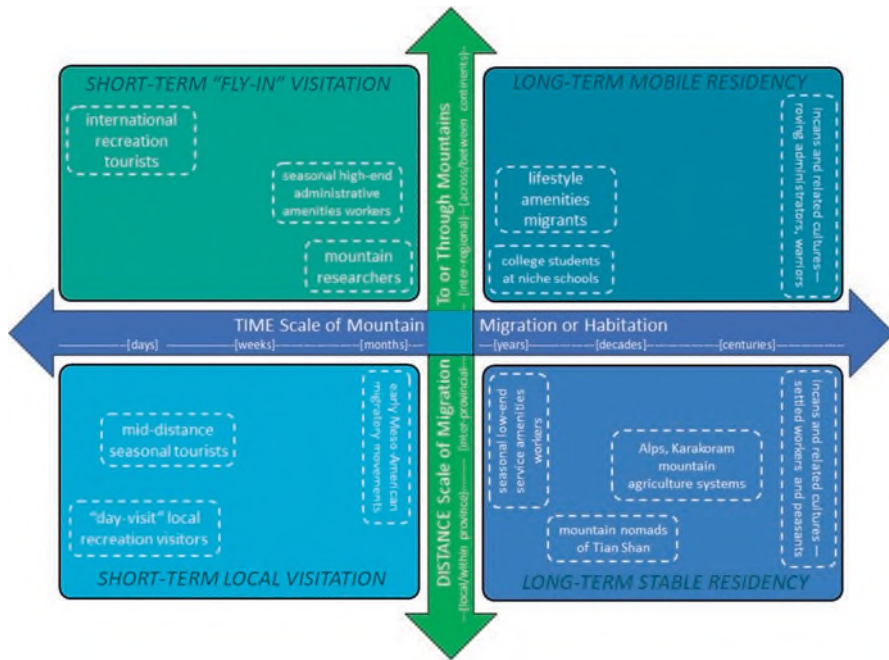 SHORT-TERM “FLY-IN” VISITATION
international
recreation
tourists
seasonal high-end
administrative
amenities workers
mountain
researchers
To or Through Mountains
--[inter-regional]---[across/between continents]--
LONG-TERM MOBILE RESIDENCY
lifestyle
amenities
migrants
college students
at niche schools
Incans and related cultures—
roving administrators, warriors
TIME Scale of Mountain
Migration or Habitation
[days]
[weeks]
[months]
[years]
[decades]
[centuries]
mid-distance
seasonal tourists
early Meso-American
migratory movements
“day-visit” local
recreation visitors
SHORT-TERM LOCAL VISITATION
DISTANCE Scale of Migration
[local/within province]
[inter-provincial]
seasonal low-end
service amenities
workers
Alps, Karakoram
mountain
agriculture systems
mountain nomads
of Tian Shan
Incans and related cultures—
settled workers and peasants
LONG-TERM STABLE RESIDENCY